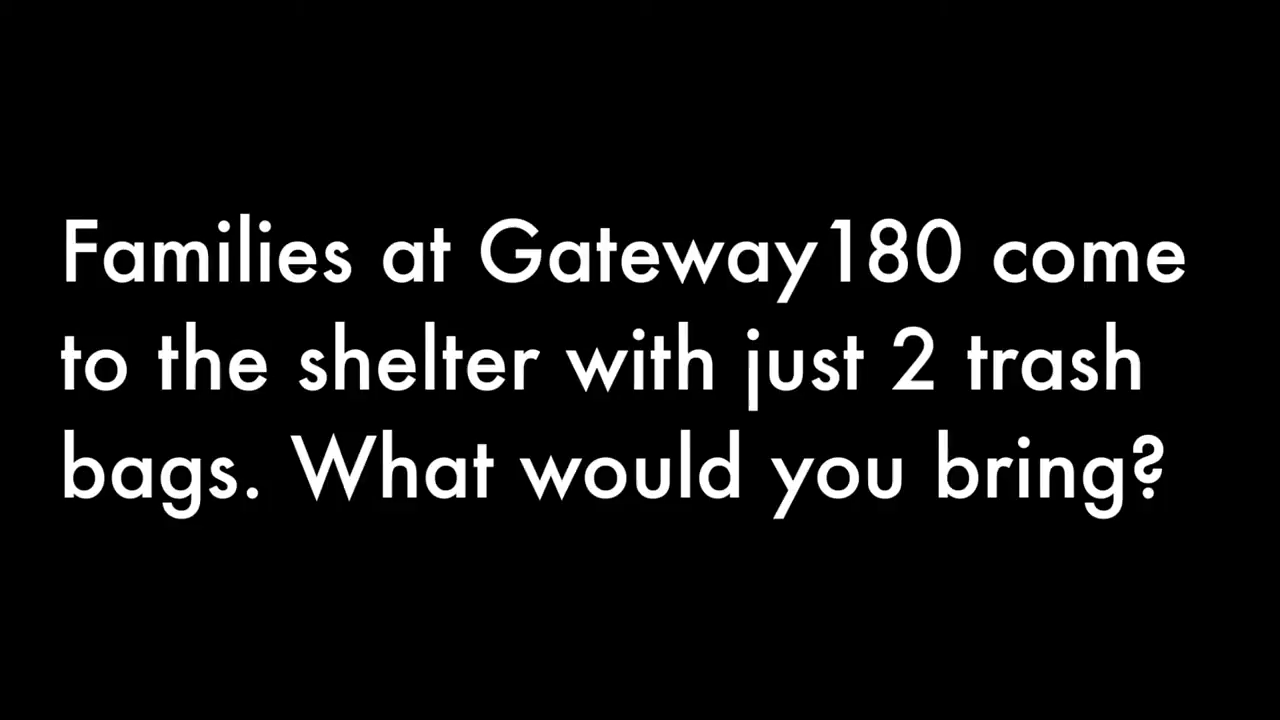 Families at Gateway180 come
to the shelter with just 2 trash
bags. What would you bring?